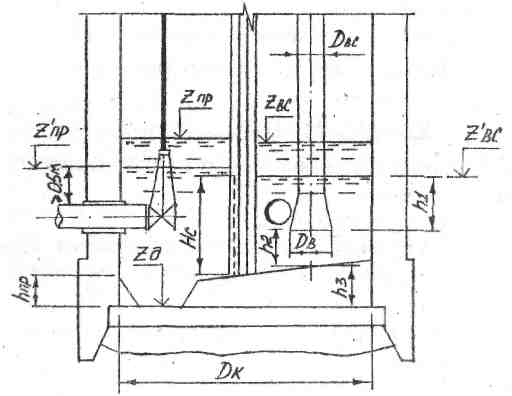 Dвс
Zпр
Zвс
Z'пр
Z'вс
≥0,5м
Hс
h1
h2
Dв
Zд
hпр
h3
Dк